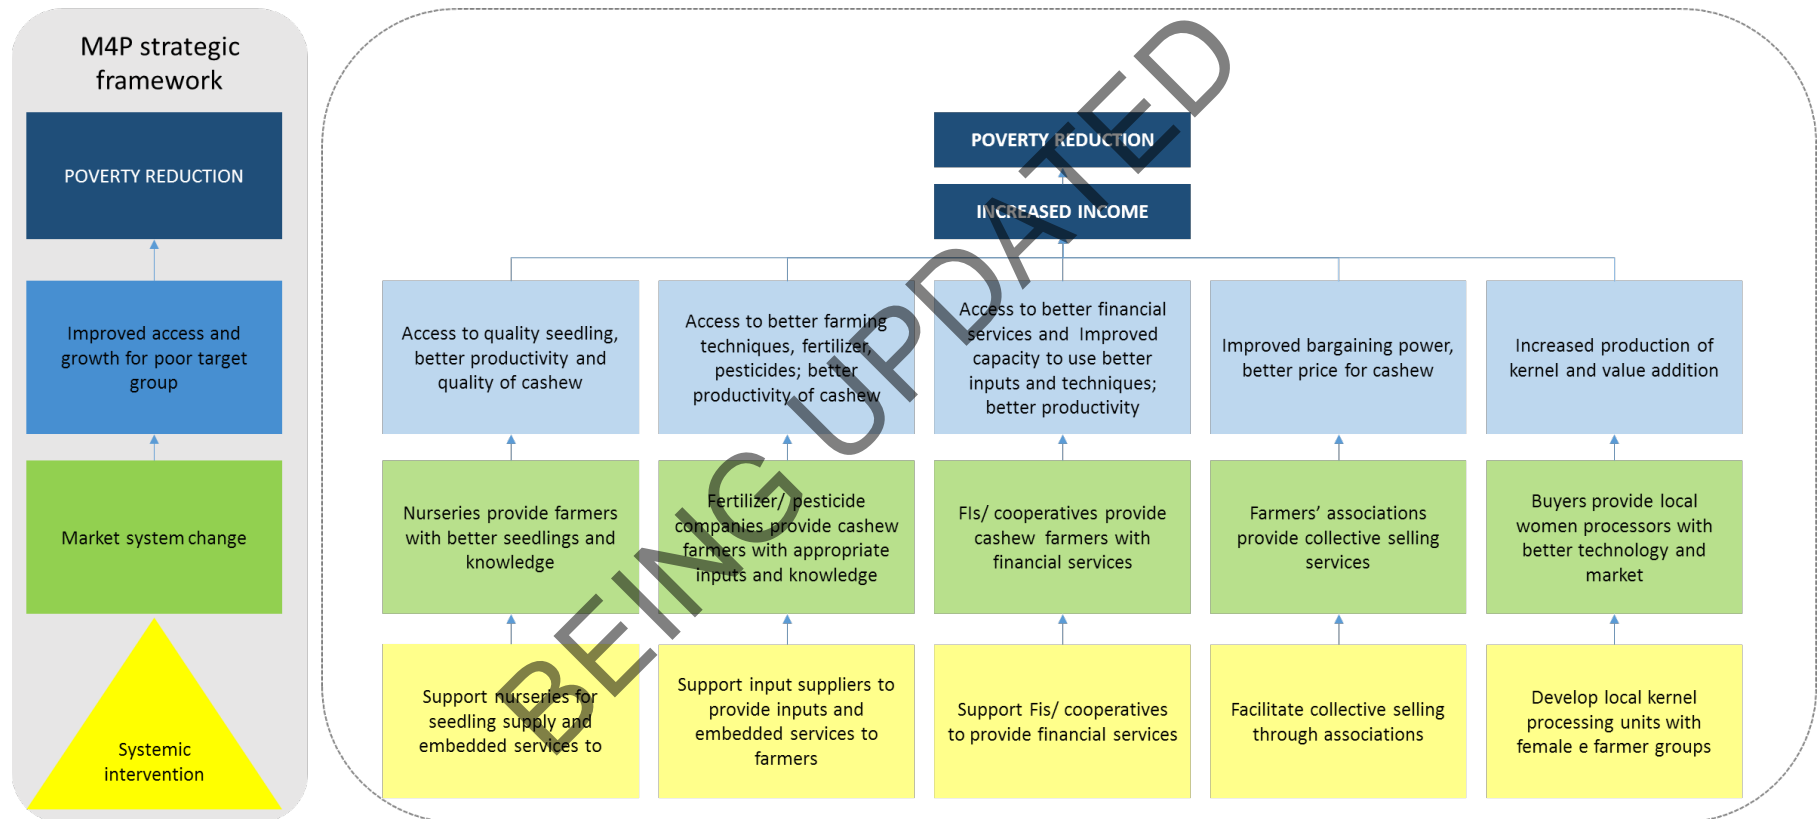 M4P strategic
framework
POVERTY REDUCTION
Improved access and
growth for poor target
group
Market system change
Systemic
intervention
POVERTY REDUCTION
INCREASED INCOME
Access to quality seedling,
better productivity and
quality of cashew
Access to better farming
techniques, fertilizer,
pesticides; better
productivity of cashew
Access to better financial
services and Improved
capacity to use better
inputs and techniques;
better productivity
Improved bargaining power,
better price for cashew
Increased production of
kernel and value addition
Nurseries provide farmers
with better seedlings and
knowledge
Fertilizer/ pesticide
companies provide cashew
farmers with appropriate
inputs and knowledge
FIs/ cooperatives provide
cashew farmers with
financial services
Farmers’ associations
provide collective selling
services
Buyers provide local
women processors with
better technology and
market
Support nurseries for
seedling supply and
embedded services to
Support input suppliers to
provide inputs and
embedded services to
farmers
Support Fis/ cooperatives
to provide financial services
Facilitate collective selling
through associations
Develop local kernel
processing units with
female e farmer groups
BEING UPDATED